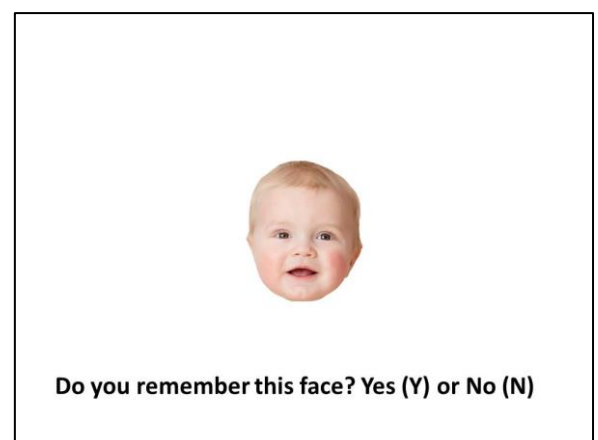 Do you remember this face? Yes (Y) or No (N)